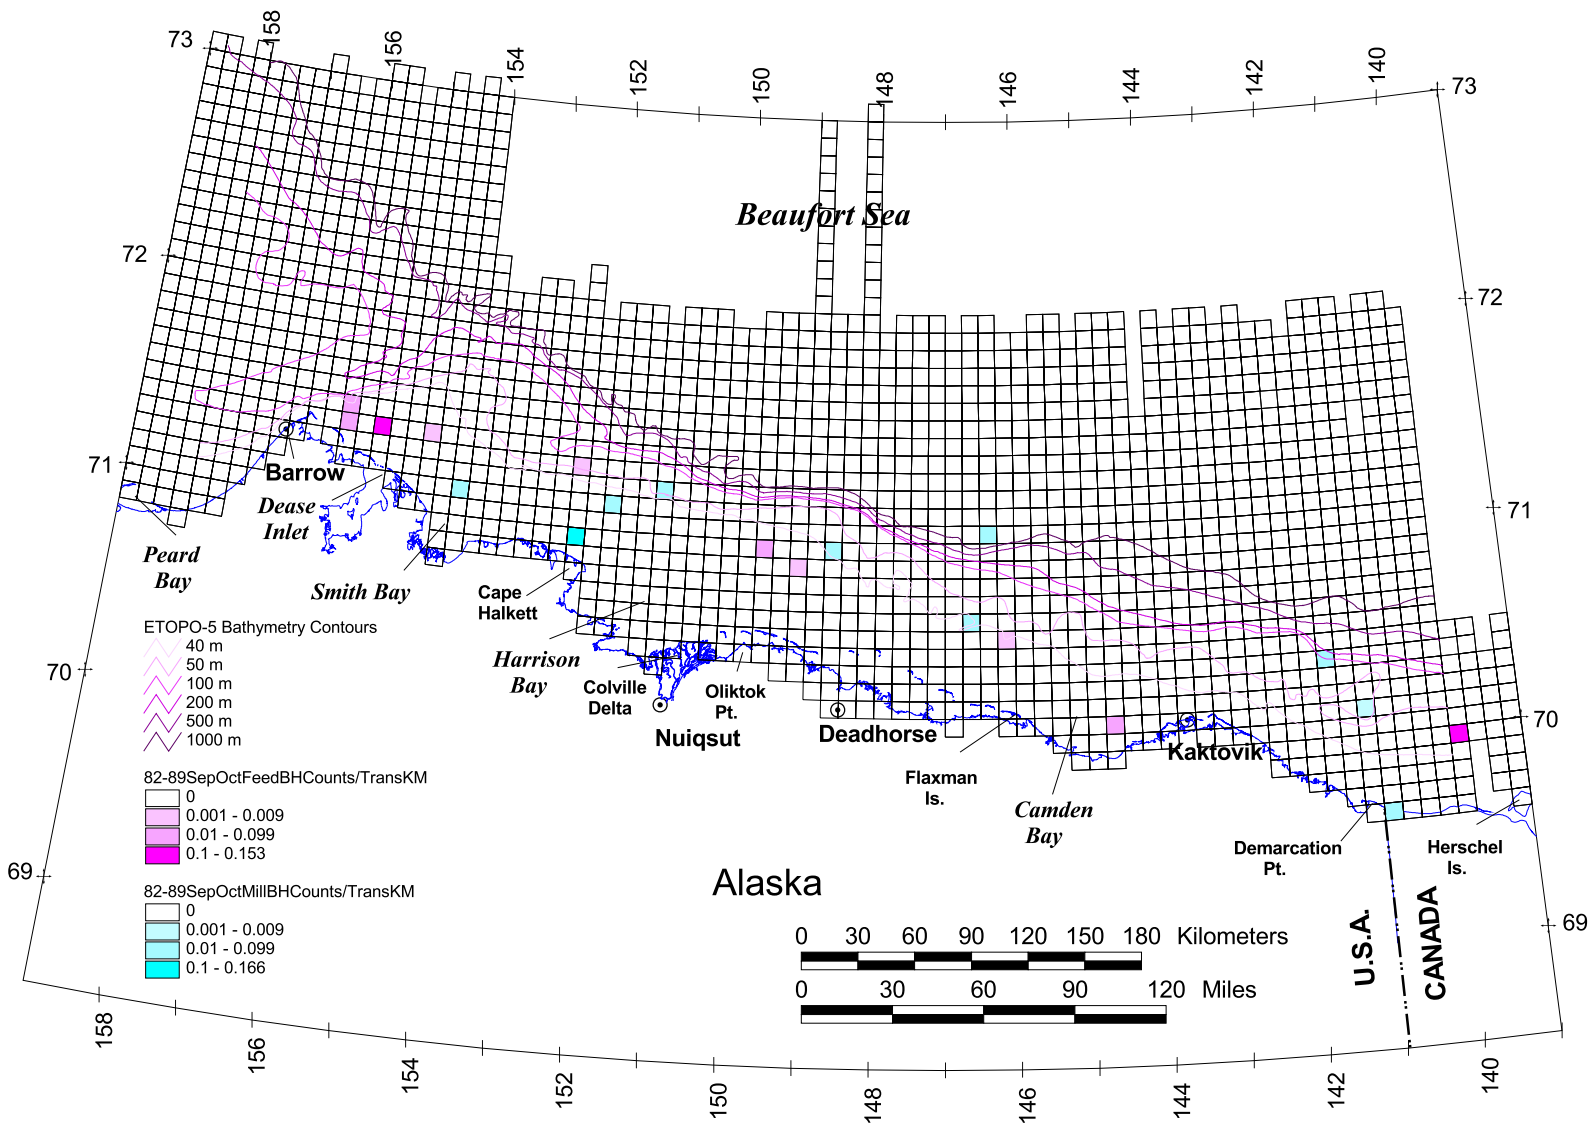 158
156
154
152
150
148
146
144
142
140
73
73
Beaufort Sea
72
72
71
71
Barrow
Dease
Inlet
Peard
Bay
Smith Bay
Cape
Halkett
ETOPO-5 Bathymetry Contours
40 m
50 m
100 m
200 m
500 m
1000 m
70
70
Harrison
Bay
Colville
Delta
Oliktok
Pt.
Nuiqsut
Deadhorse
Kaktovik
Flaxman
Is.
Camden
Bay
Demarcation
Pt.
Herschel
Is.
82-89SepOctFeedBHCounts/TransKM
0
0.001 - 0.009
0.01 - 0.099
0.1 - 0.153
69
69
82-89SepOctMillBHCounts/TransKM
0
0.001 - 0.009
0.01 - 0.099
0.1 - 0.166
Alaska
U.S.A.
CANADA
0 30 60 90 120 150 180 Kilometers
0 30 60 90 120 Miles
158
156
154
152
150
148
146
144
142
140